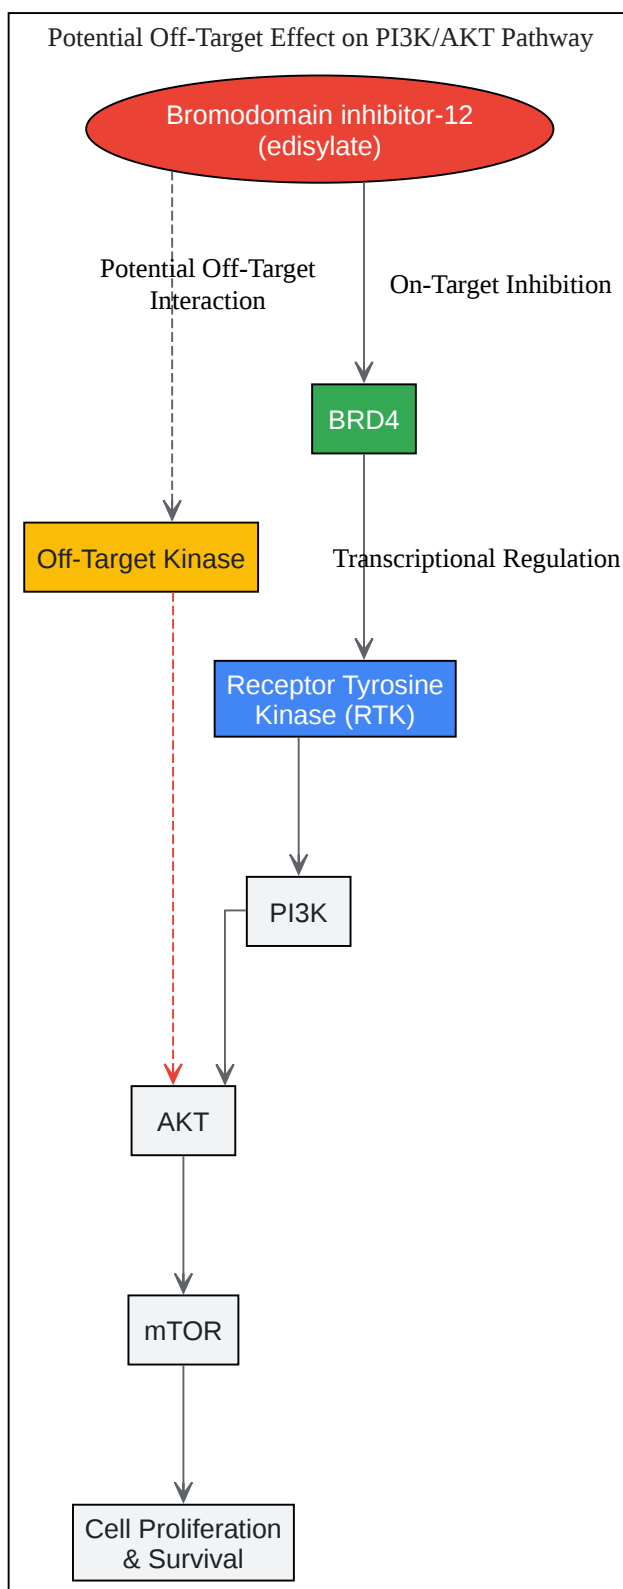 Potential Off-Target Effect on PI3K/AKT Pathway
Bromodomain inhibitor-12
(edisylate)
Potential Off-Target
Interaction
On-Target Inhibition
BRD4
Off-Target Kinase
Transcriptional Regulation
Receptor Tyrosine
Kinase (RTK)
PI3K
AKT
mTOR
Cell Proliferation
& Survival